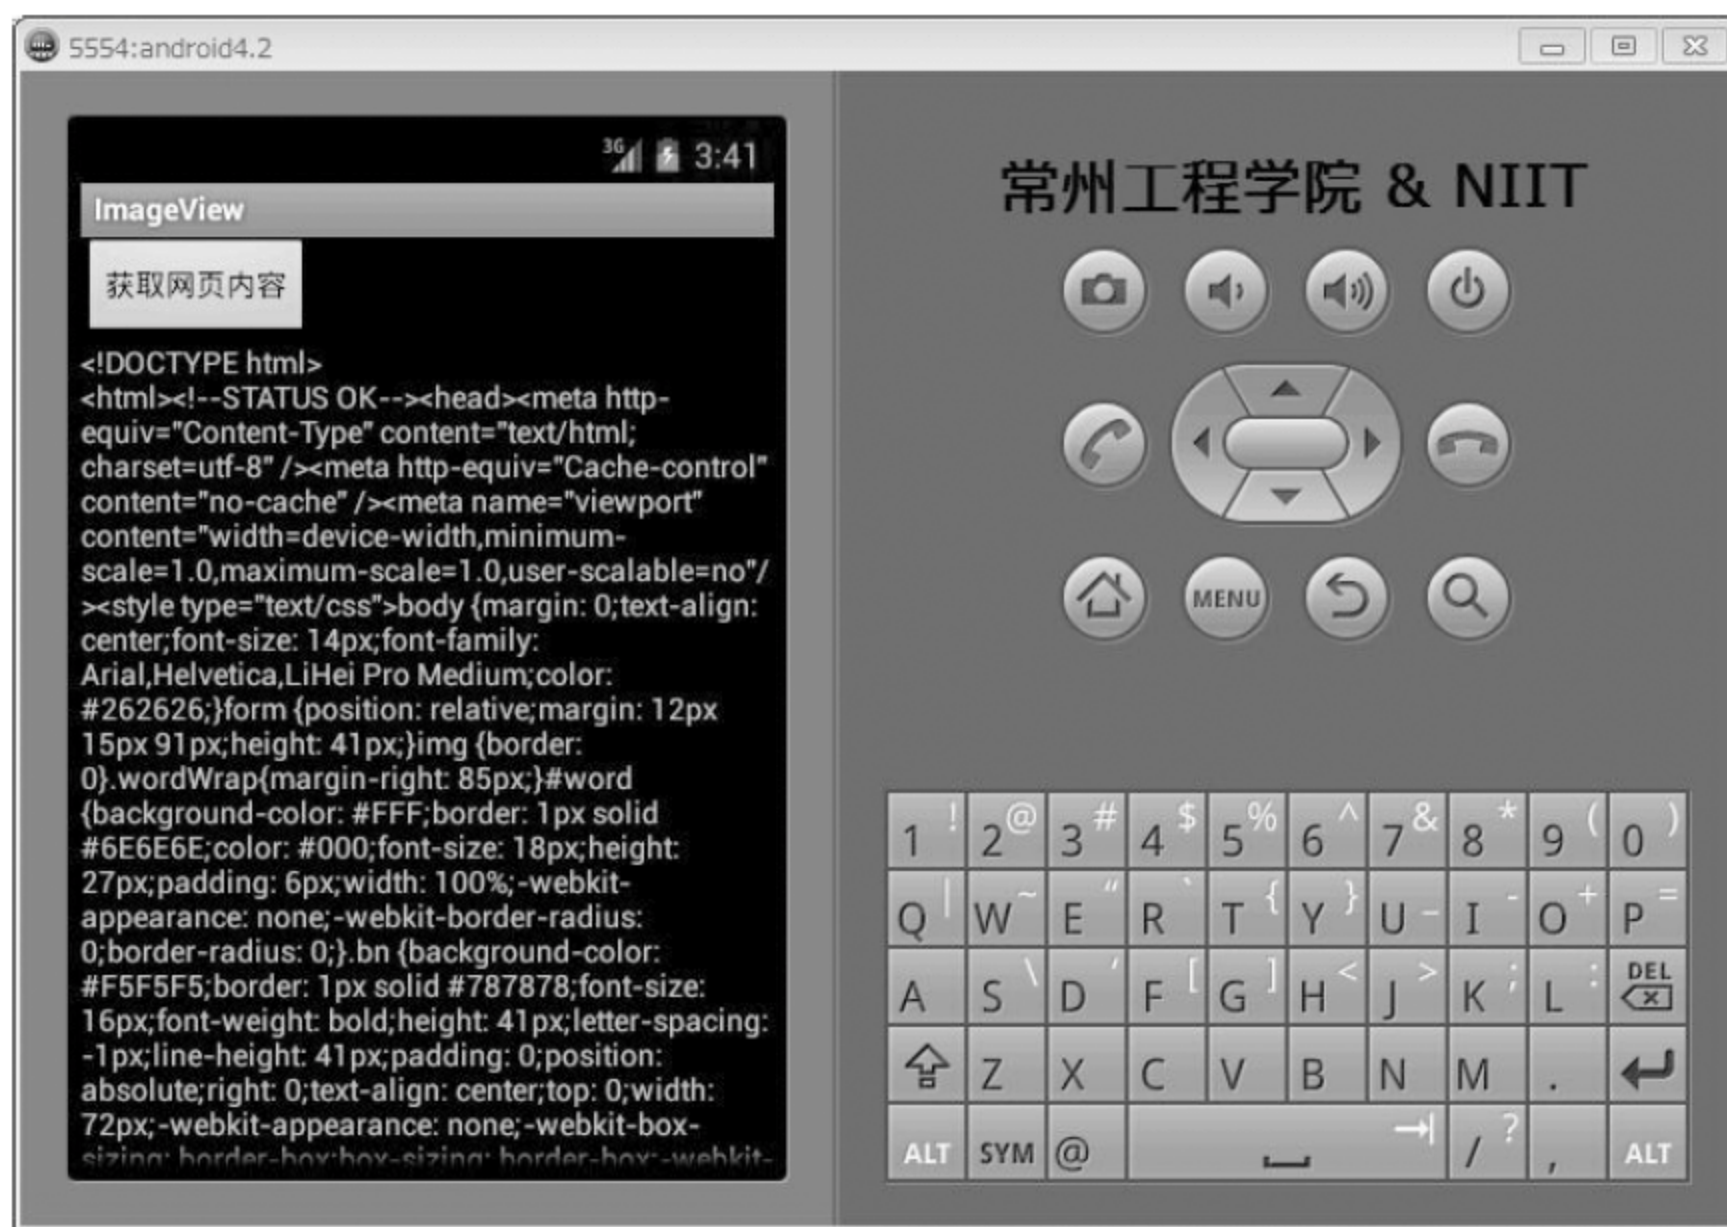 5554:android4.2
3G 3:41
ImageView
获取网页内容
<!DOCTYPE html>
<html><!--STATUS OK--><head><meta http-
equiv="Content-Type" content="text/html;
charset=utf-8" /><meta http-equiv="Cache-control"
content="no-cache" /><meta name="viewport"
content="width=device-width,minimum-
scale=1.0,maximum-scale=1.0,user-scalable=no"/
><style type="text/css">body {margin: 0;text-align:
center;font-size: 14px;font-family:
Arial,Helvetica,LiHei Pro Medium;color:
#262626;}form {position: relative;margin: 12px
15px 91px;height: 41px;}img {border:
0}.wordWrap{margin-right: 85px;}#word
{background-color: #FFF;border: 1px solid
#6E6E6E;color: #000;font-size: 18px;height:
27px;padding: 6px;width: 100%;-webkit-
appearance: none;-webkit-border-radius:
0;border-radius: 0;}.bn {background-color:
#F5F5F5;border: 1px solid #787878;font-size:
16px;font-weight: bold;height: 41px;letter-spacing:
-1px;line-height: 41px;padding: 0;position:
absolute;right: 0;text-align: center;top: 0;width:
72px;-webkit-appearance: none;-webkit-box-
sizing: border-box;box-sizing: border-box;-webkit-
常州工程学院 & NIIT
MENU
1 ! 2 @ 3 # 4 $ 5 % 6 ^ 7 & 8 * 9 ( 0 )
Q | W ~ E " R ` T { Y } U _ I - O + P =
A S \ D ' F [ G ] H < J > K ; L : DEL
Z X C V B N M .
ALT SYM @ / ? , ALT